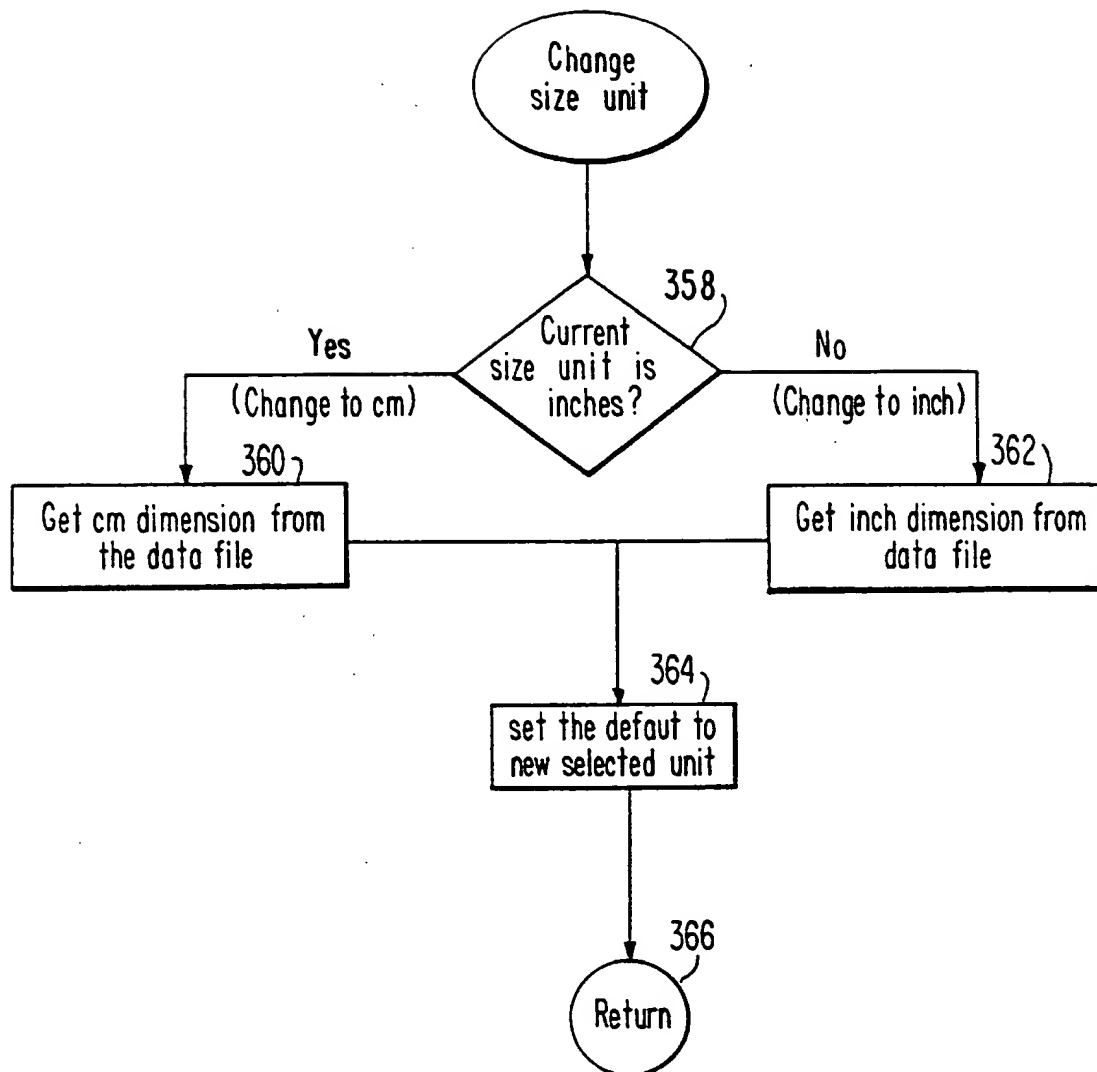 Change
size unit
358
Current
size unit is
inches?
Yes
(Change to cm)
No
(Change to inch)
360
Get cm dimension from
the data file
362
Get inch dimension from
data file
364
set the defaut to
new selected unit
366
Return